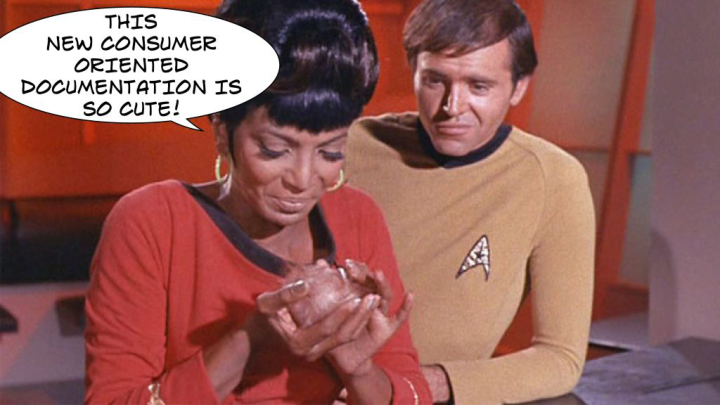 THIS
NEW CONSUMER
ORIENTED
DOCUMENTATION IS
SO CUTE!